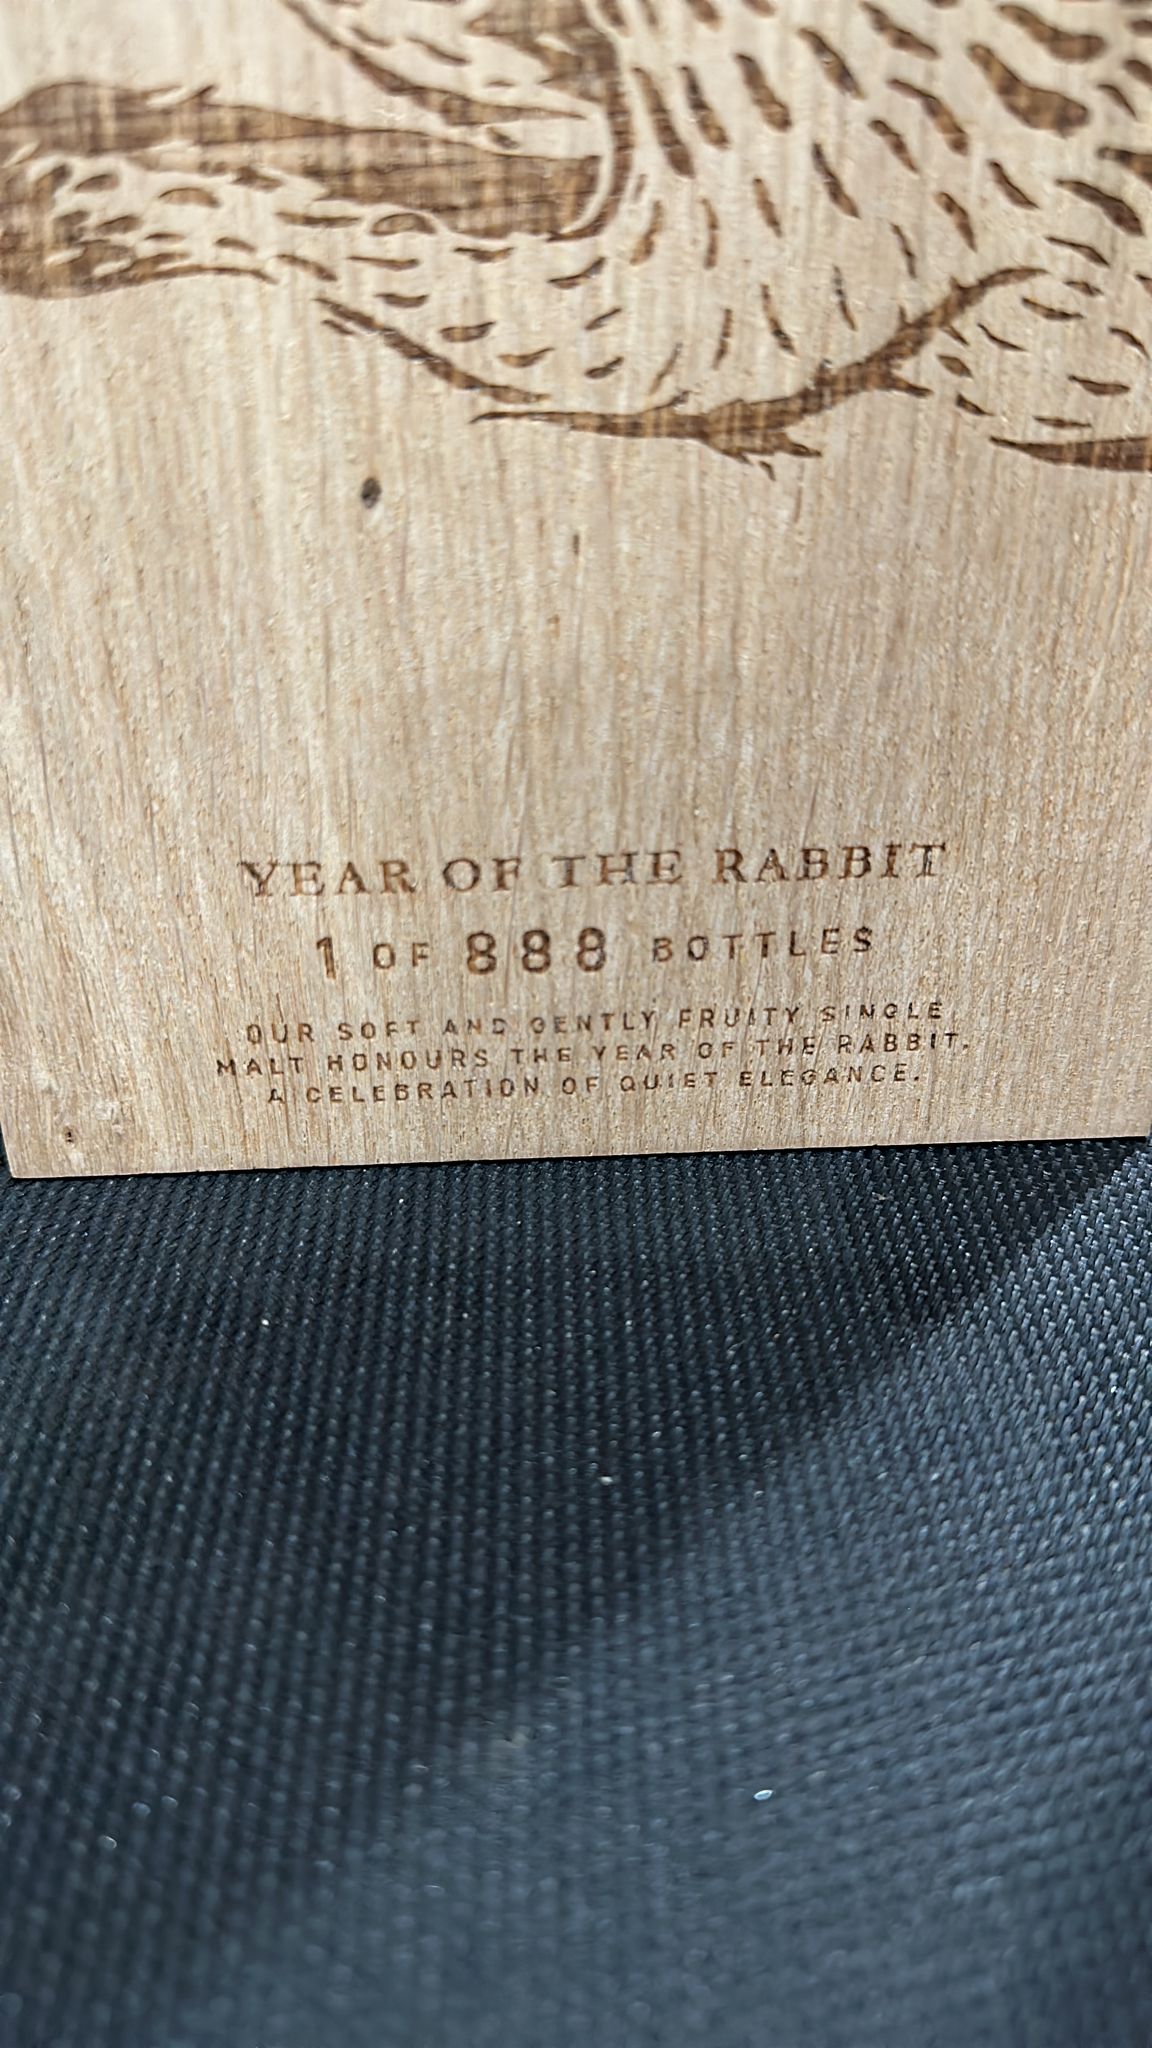 YEAR OF THE RABBIT
1 OF 888 BOTTLES
OUR SOFT AND GENTLY FRUITY SINGLE
MALT HONOURS THE YEAR OF THE RABBIT.
A CELEBRATION OF QUIET ELEGANCE.